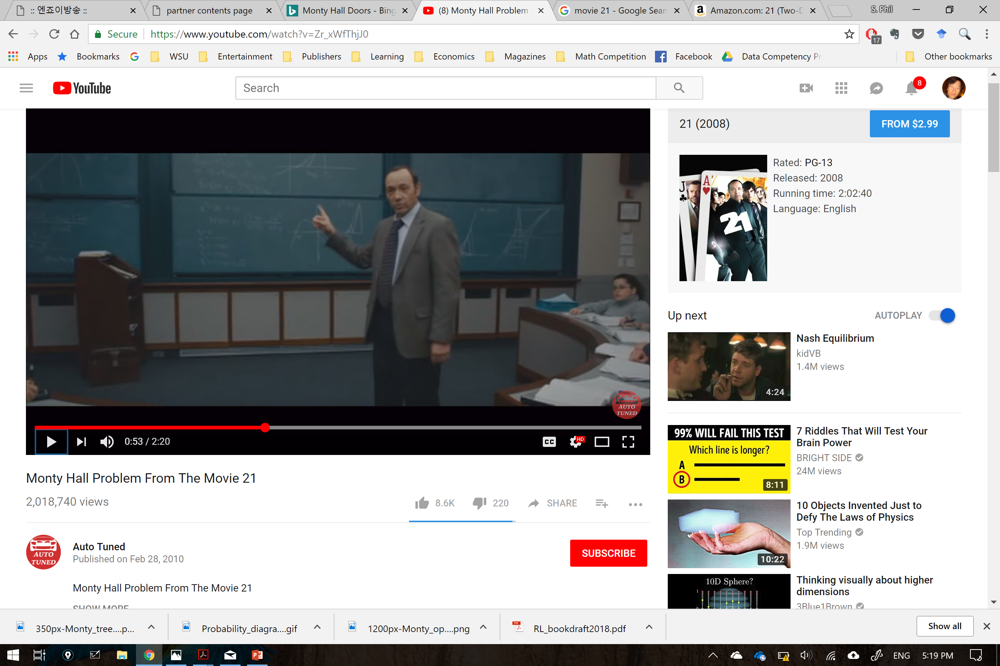 :: 엔죠이방송 ::
partner contents page
Monty Hall Doors - Bing
(8) Monty Hall Problem
movie 21 - Google Sear
Amazon.com: 21 (Two-D
S. Phil
Secure
https://www.youtube.com/watch?v=Zr_xWfThjJ0
17
Apps
Bookmarks
WSU
Entertainment
Publishers
Learning
Economics
Magazines
Math Competition
Facebook
Data Competency Pr
Other bookmarks
YouTube
Search
8
21 (2008)
FROM $2.99
J
A
21
Rated: PG-13
Released: 2008
Running time: 2:02:40
Language: English
AUTO
TUNED
0:53 / 2:20
CC
HD
Up next
AUTOPLAY
Nash Equilibrium
kidVB
1.4M views
4:24
99% WILL FAIL THIS TEST
Which line is longer?
A
B
8:11
7 Riddles That Will Test Your
Brain Power
BRIGHT SIDE
24M views
10 Objects Invented Just to
Defy The Laws of Physics
Top Trending
1.9M views
10:22
10D Sphere?
Thinking visually about higher
dimensions
3Blue1Brown
Monty Hall Problem From The Movie 21
2,018,740 views
8.6K
220
SHARE
AUTO
TUNED
Auto Tuned
Published on Feb 28, 2010
SUBSCRIBE
Monty Hall Problem From The Movie 21
SHOW MORE
350px-Monty_tree....p...
Probability_diagra....gif
1200px-Monty_op....png
PDF
RL_bookdraft2018.pdf
Show all
ENG
5:19 PM